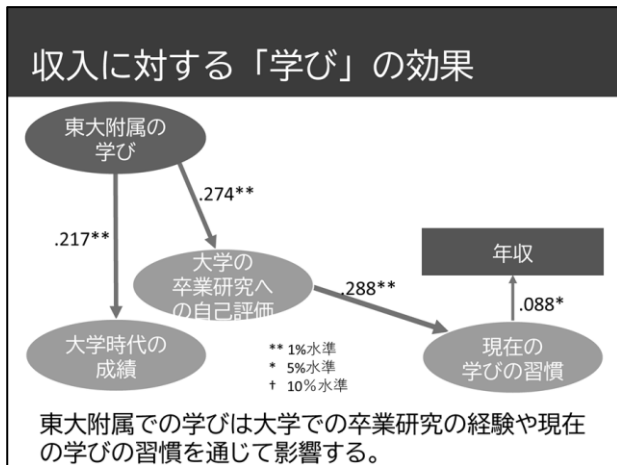 収入に対する「学び」の効果
東大附属の
学び
.274**
.217**
大学の
卒業研究へ
の自己評価
年収
.288**
.088*
大学時代の
成績
** 1%水準
* 5%水準
† 10%水準
現在の
学びの習慣
東大附属での学びは大学での卒業研究の経験や現在
の学びの習慣を通じて影響する。